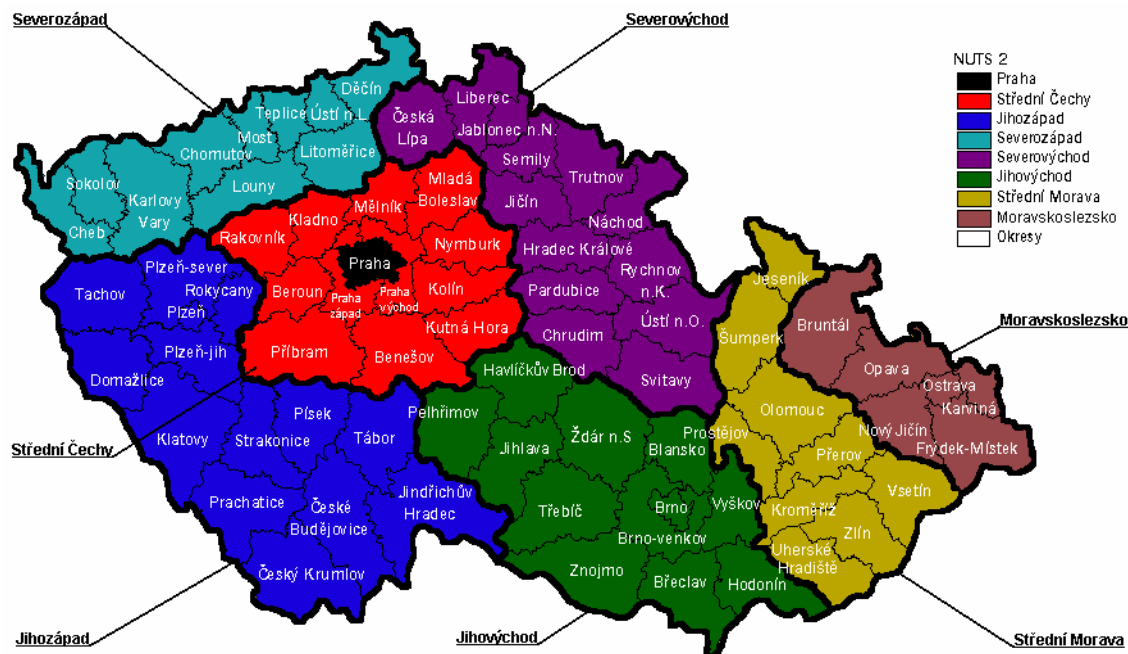 Severozápad
Severovýchod
NUTS 2
Praha
Střední Čechy
Jihozápad
Severozápad
Severovýchod
Jihovýchod
Střední Morava
Moravskoslezsko
Okresy
Děčín
Teplice
Ústí n.L.
Most
Chomutov
Litoměřice
Sokolov
Karlovy
Vary
Louny
Cheb
Česká
Lípa
Liberec
Jablonec n.N.
Semily
Trutnov
Jičín
Náchod
Hradec Králové
Rychnov
n.K.
Pardubice
Ústí n.O.
Chrudim
Svitavy
Mladá
Boleslav
Mělník
Kladno
Rakovník
Nymburk
Praha
Beroun
Praha
západ
Praha
východ
Kolín
Kutná Hora
Příbram
Benešov
Plzeň-sever
Tachov
Rokycany
Plzeň
Plzeň-jih
Domažlice
Klatovy
Písek
Strakonice
Tábor
Prachatice
České
Budějovice
Jindřichův
Hradec
Český Krumlov
Havlíčkův Brod
Pelhřimov
Jihlava
Ždár n.S
Blansko
Třebíč
Brno
Vyškov
Brno-venkov
Znojmo
Břeclav
Hodonín
Jeseník
Šumperk
Olomouc
Prostějov
Přerov
Kroměříž
Vsetín
Zlín
Uherské
Hradiště
Bruntál
Opava
Ostrava
Karviná
Nový Jičín
Frýdek-Místek
Moravskoslezsko
Střední Čechy
Jihozápad
Jihovýchod
Střední Morava